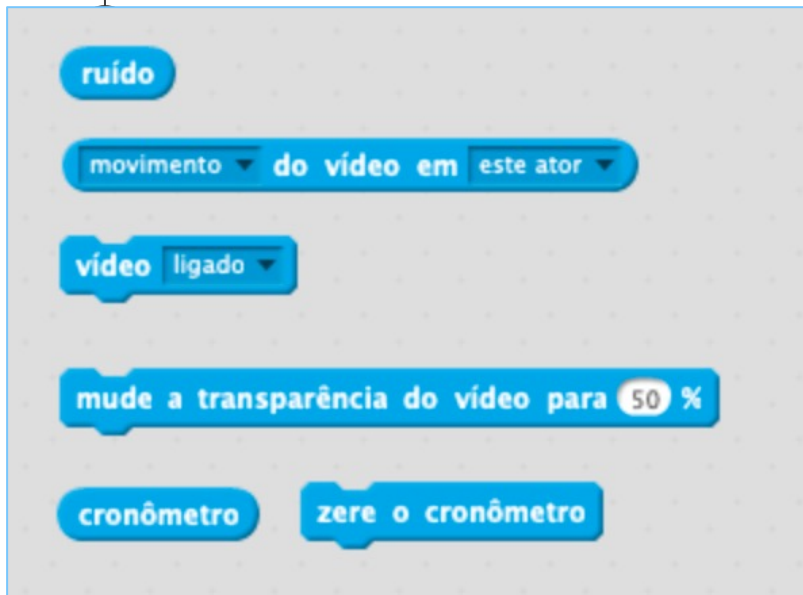 ruído
movimento do vídeo em este ator
vídeo ligado
mude a transparência do vídeo para 50 %
cronômetro zere o cronômetro